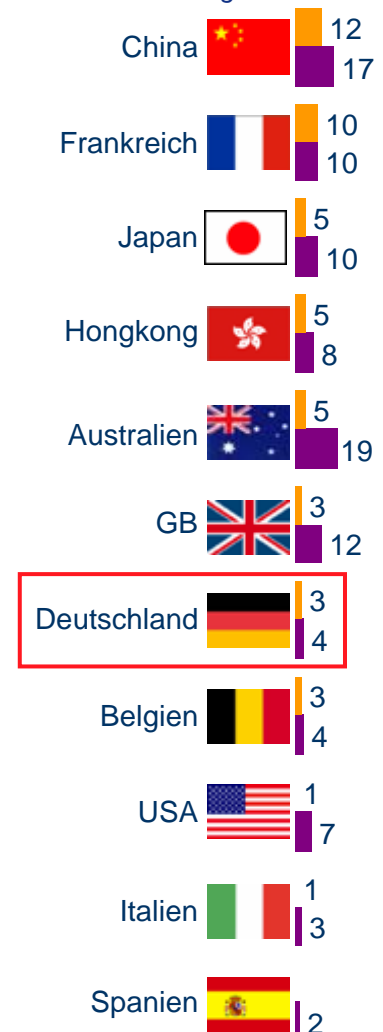 China 12
17
Frankreich 10
10
Japan 5
10
Hongkong 5
8
Australien 5
19
GB 3
12
Deutschland 3
4
Belgien 3
4
USA 1
7
Italien 1
3
Spanien
2